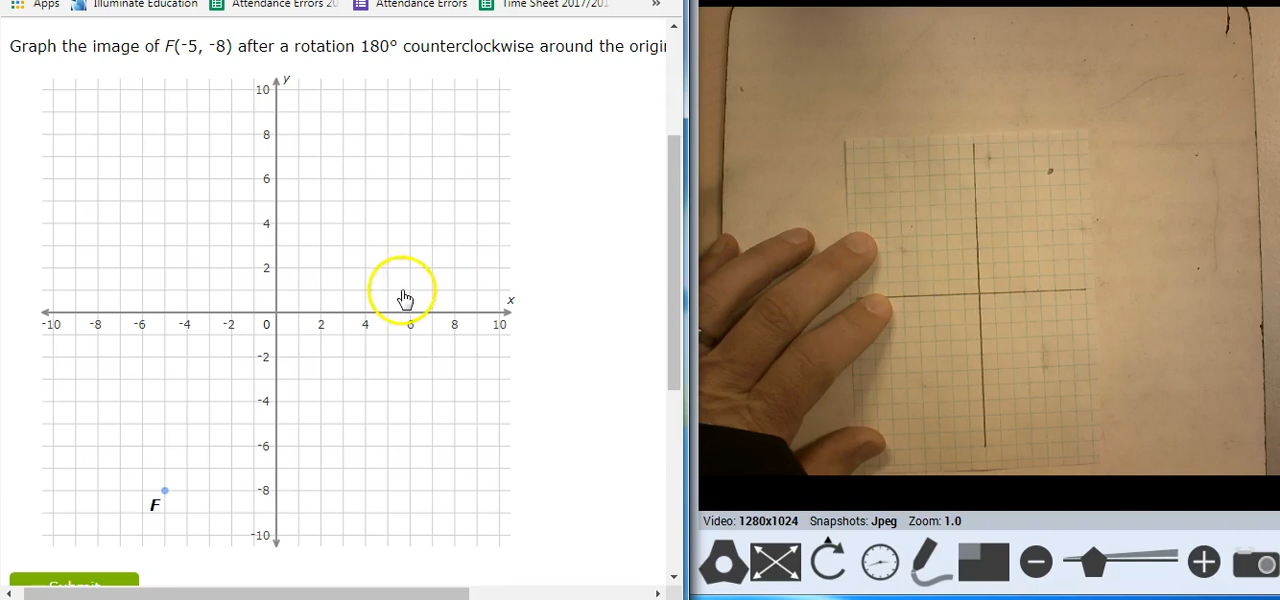 Apps Illuminate Education Attendance Errors 20 Attendance Errors Time Sheet 2017/201 »
Graph the image of F(-5, -8) after a rotation 180° counterclockwise around the origin
y
10
8
6
4
2
x
-10 -8 -6 -4 -2 0 2 4 6 8 10
-2
-4
-6
-8
F
-10
Submit
Video: 1280x1024 Snapshots: Jpeg Zoom: 1.0